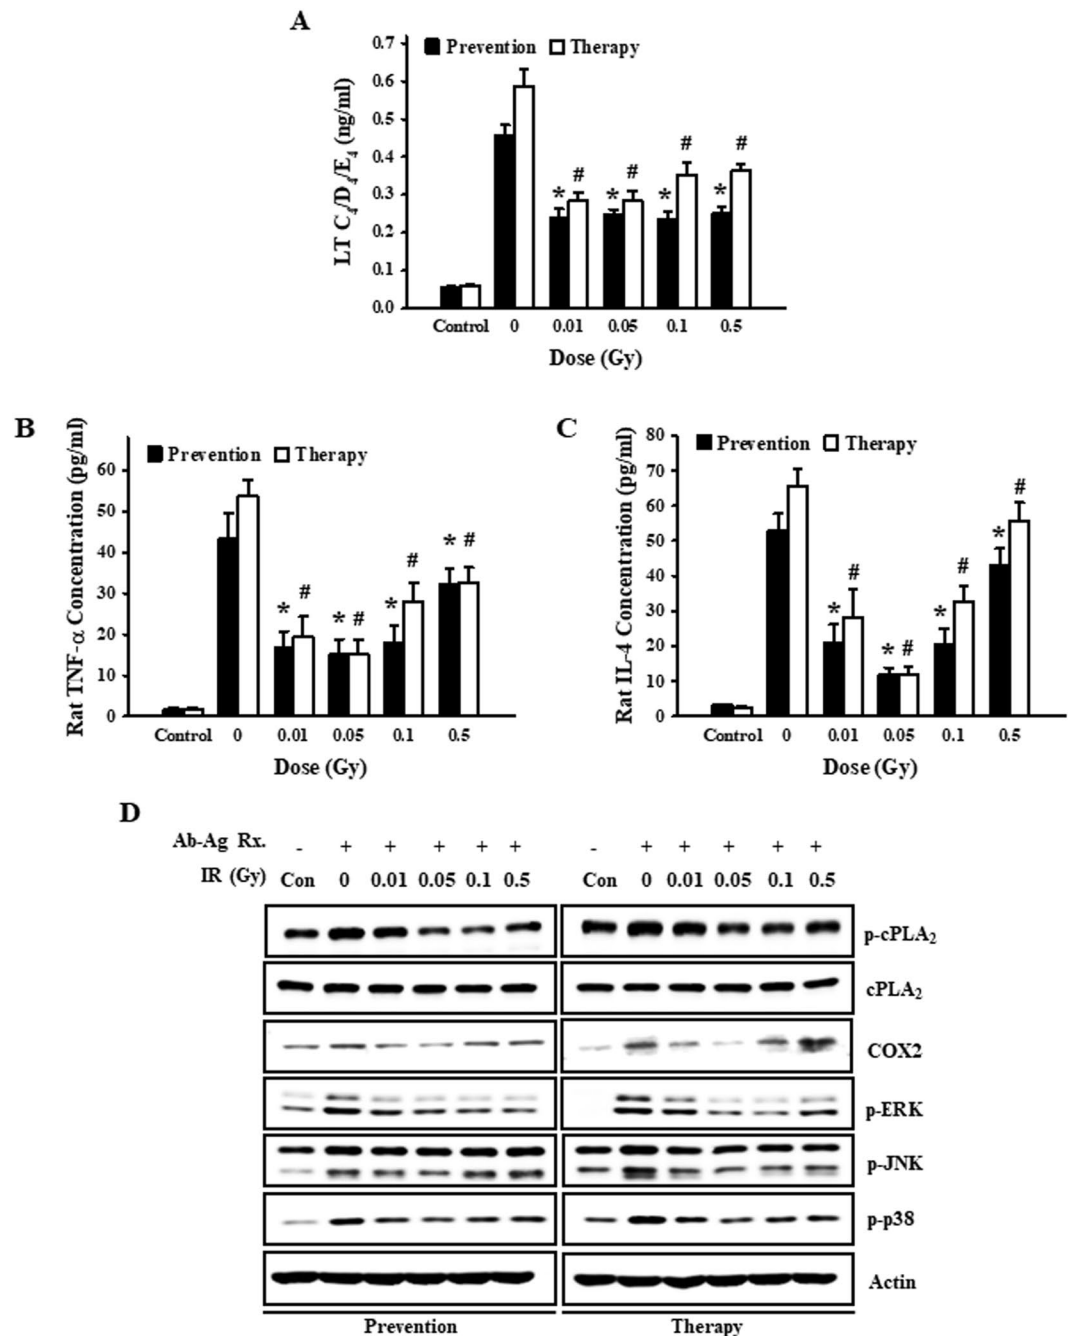 A
Prevention Therapy
LT C4/D4/E4 (ng/ml)
0.7
0.6
0.5
0.4
0.3
0.2
0.1
0.0
* # * # * # * #
Control 0 0.01 0.05 0.1 0.5
Dose (Gy)
B
Prevention Therapy
Rat TNF-α Concentration (pg/ml)
60
50
40
30
20
10
0
* # * # * # * #
Control 0 0.01 0.05 0.1 0.5
Dose (Gy)
C
Prevention Therapy
Rat IL-4 Concentration (pg/ml)
80
70
60
50
40
30
20
10
0
* # * # * # * #
Control 0 0.01 0.05 0.1 0.5
Dose (Gy)
D
Ab-Ag Rx. - + + + + + - + + + + +
IR (Gy) Con 0 0.01 0.05 0.1 0.5 Con 0 0.01 0.05 0.1 0.5
p-cPLA2
cPLA2
COX2
p-ERK
p-JNK
p-p38
Actin
Prevention Therapy